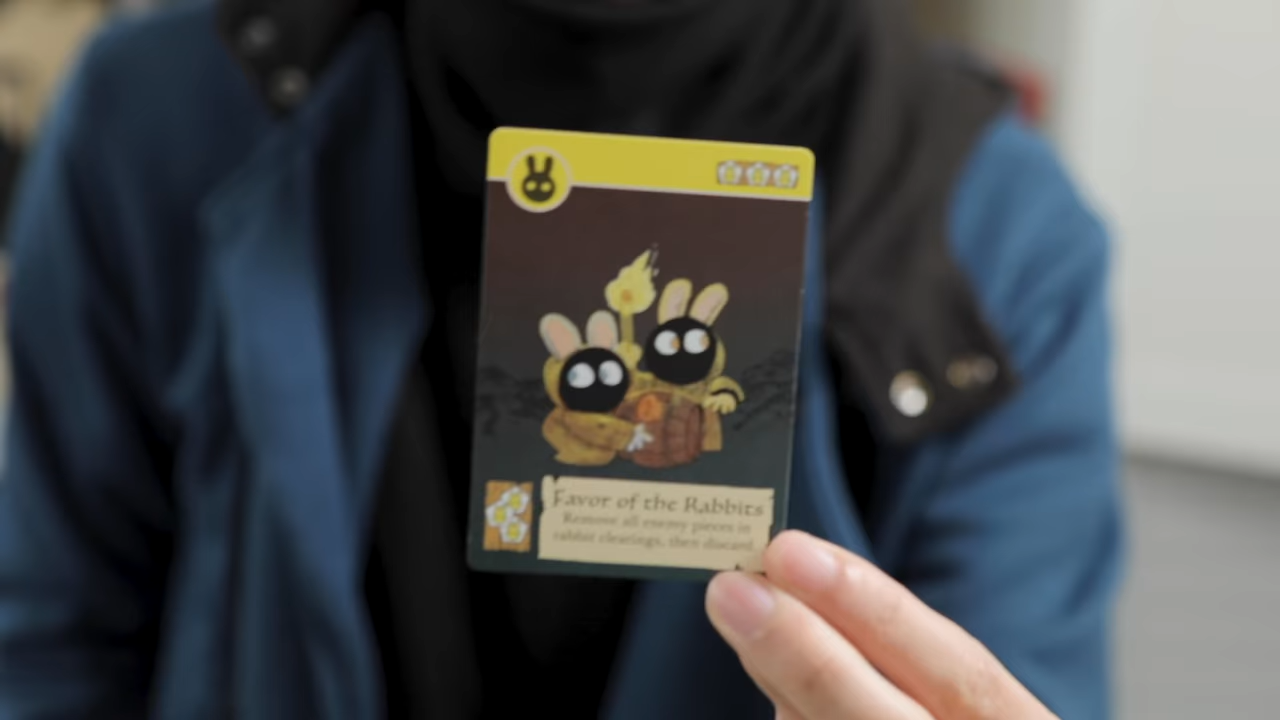 Favor of the Rabbits
Remove all enemy pieces in
rabbit clearings, then discard.